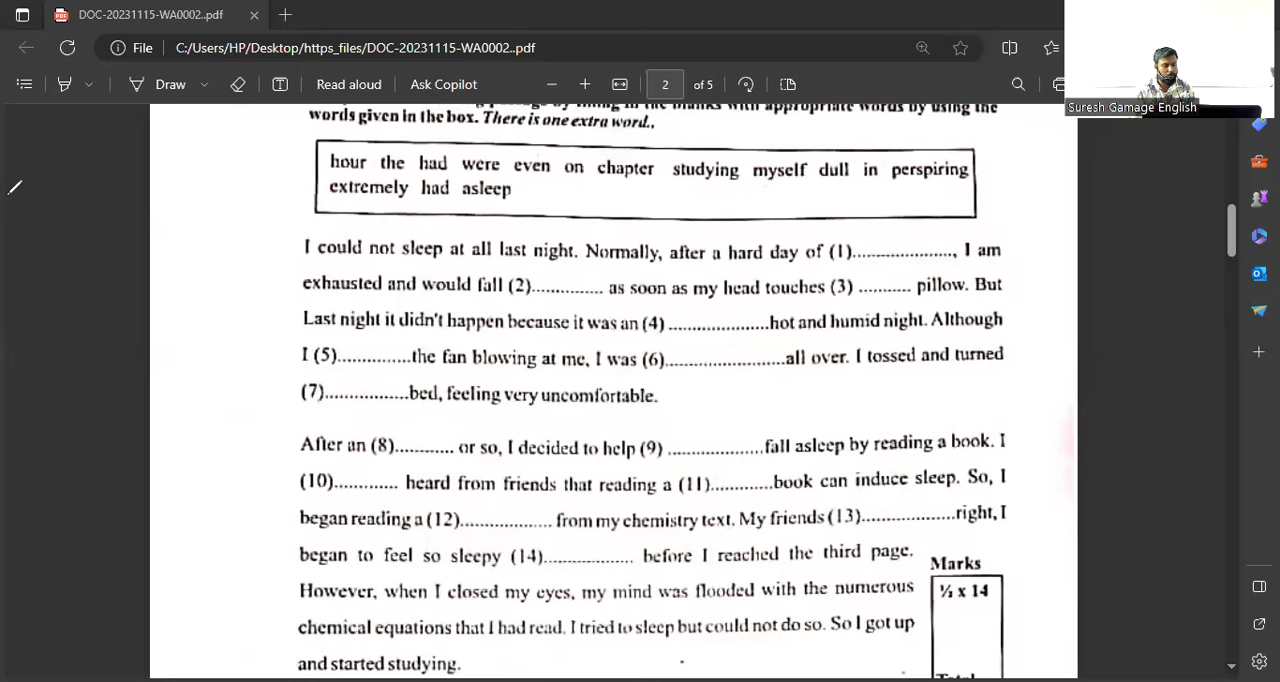 DOC-20231115-WA0002..pdf
File C:/Users/HP/Desktop/https_files/DOC-20231115-WA0002..pdf
Draw Read aloud Ask Copilot 2 of 5
Suresh Gamage English
with appropriate words by using the
words given in the box. There is one extra word.,
hour the had were even on chapter studying myself dull in perspiring
extremely had asleep
I could not sleep at all last night. Normally, after a hard day of (1)...................., I am
exhausted and would fall (2)............. as soon as my head touches (3) .......... pillow. But
Last night it didn't happen because it was an (4) ....................hot and humid night. Although
I (5)..............the fan blowing at me, I was (6)........................all over. I tossed and turned
(7)................bed, feeling very uncomfortable.
After an (8)........... or so, I decided to help (9) ...................fall asleep by reading a book. I
(10)............ heard from friends that reading a (11)............book can induce sleep. So, I
began reading a (12).................. from my chemistry text. My friends (13)..................right, I
began to feel so sleepy (14)................. before I reached the third page.
However, when I closed my eyes, my mind was flooded with the numerous
chemical equations that I had read. I tried to sleep but could not do so. So I got up
and started studying.
Marks
½ x 14